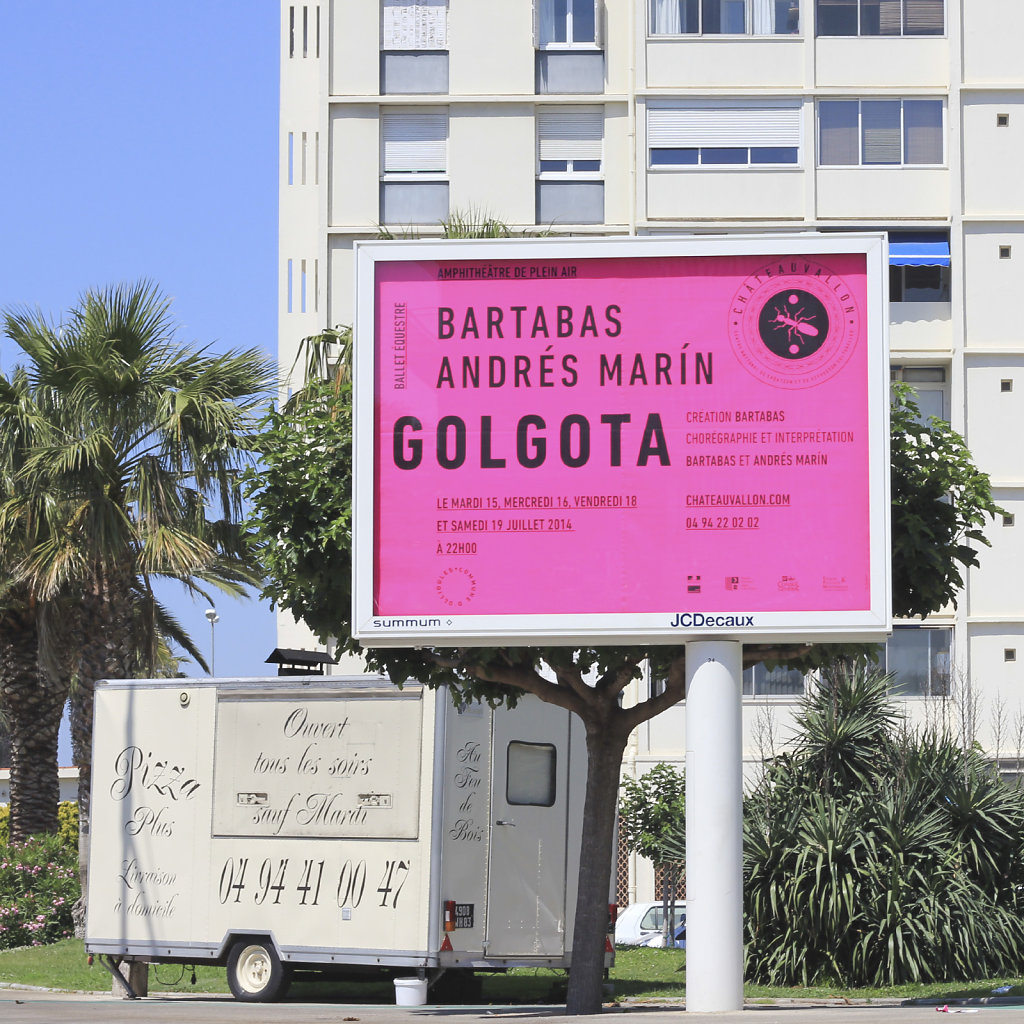 AMPHITHÉÂTRE DE PLEIN AIR
BALLET ÉQUESTRE
BARTABAS
ANDRÉS MARÍN
GOLGOTA
CHATEAUVALLON
CRÉATION BARTABAS
CHORÉGRAPHIE ET INTERPRÉTATION
BARTABAS ET ANDRÉS MARÍN
LE MARDI 15, MERCREDI 16, VENDREDI 18
ET SAMEDI 19 JUILLET 2014
À 22H00
CHATEAUVALLON.COM
04 94 22 02 02
summum
JCDecaux
Pizza
Plus
Livraison
à domicile
Ouvert
tous les soirs
sauf Mardi
04 94 41 00 47
Au
Feu
de
Bois